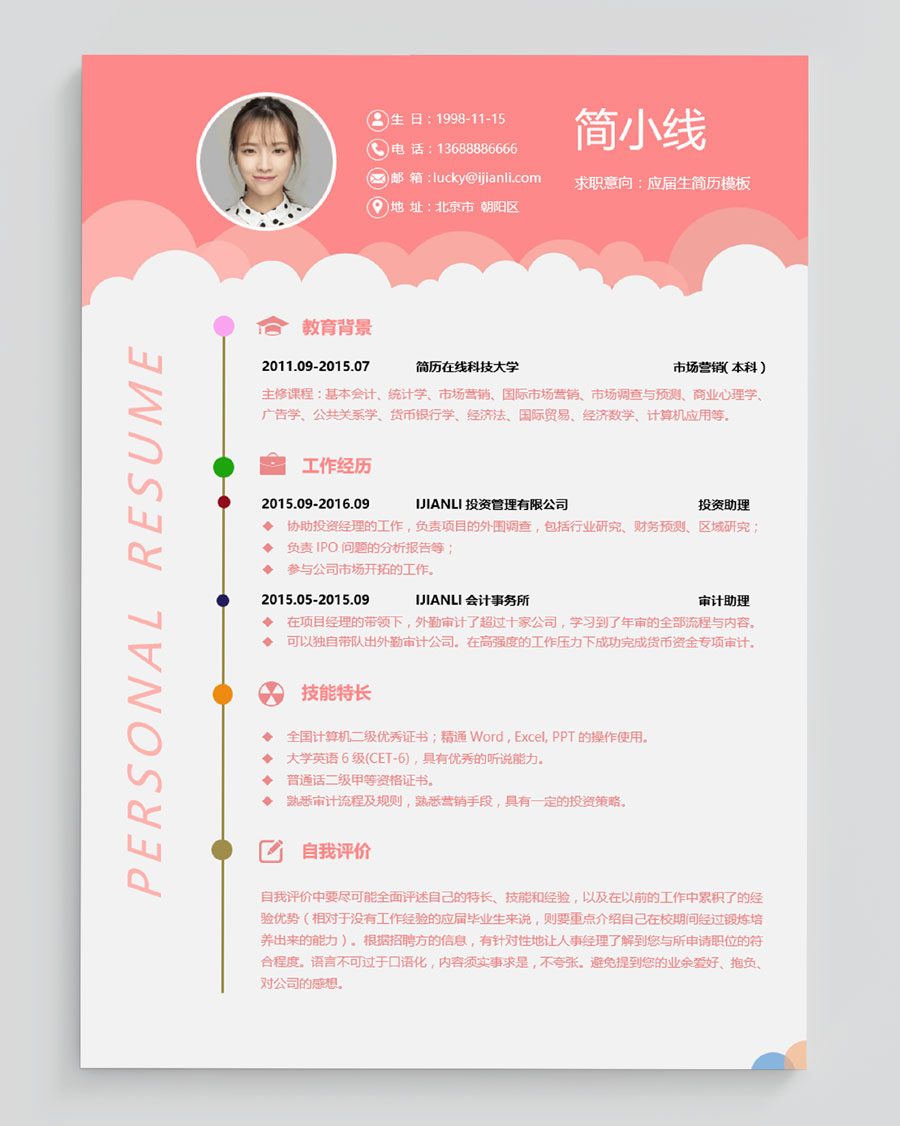 生 日：1998-11-15
电 话：13688886666
邮 箱：lucky@ijianli.com
地 址：北京市 朝阳区
简小线
求职意向：应届生简历模板
PERSONAL RESUME
教育背景
2011.09-2015.07 简历在线科技大学 市场营销（本科）
主修课程：基本会计、统计学、市场营销、国际市场营销、市场调查与预测、商业心理学、
广告学、公共关系学、货币银行学、经济法、国际贸易、经济数学、计算机应用等。
工作经历
2015.09-2016.09 IJIANLI 投资管理有限公司 投资助理
◆ 协助投资经理的工作，负责项目的外围调查，包括行业研究、财务预测、区域研究；
◆ 负责 IPO 问题的分析报告等；
◆ 参与公司市场开拓的工作。
2015.05-2015.09 IJIANLI 会计事务所 审计助理
◆ 在项目经理的带领下，外勤审计了超过十家公司，学习到了年审的全部流程与内容。
◆ 可以独自带队出外勤审计公司。在高强度的工作压力下成功完成货币资金专项审计。
技能特长
◆ 全国计算机二级优秀证书；精通 Word , Excel, PPT 的操作使用。
◆ 大学英语 6 级(CET-6)，具有优秀的听说能力。
◆ 普通话二级甲等资格证书。
◆ 熟悉审计流程及规则，熟悉营销手段，具有一定的投资策略。
自我评价
自我评价中要尽可能全面评述自己的特长、技能和经验，以及在以前的工作中累积了的经
验优势（相对于没有工作经验的应届毕业生来说，则要重点介绍自己在校期间经过锻炼培
养出来的能力）。根据招聘方的信息，有针对性地让人事经理了解到您与所申请职位的符
合程度。语言不可过于口语化，内容须实事求是，不夸张。避免提到您的业余爱好、抱负、
对公司的感想。